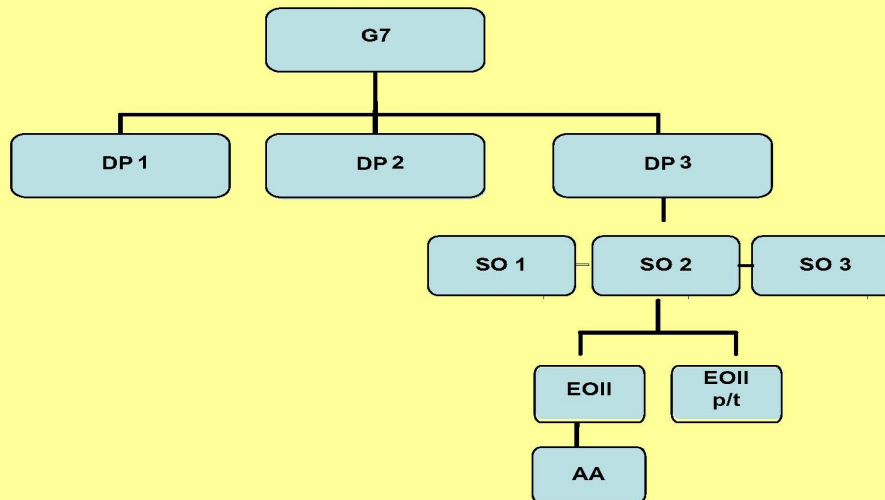 G7
DP 1
DP 2
DP 3
SO 1
SO 2
SO 3
EOII
EOII
p/t
AA